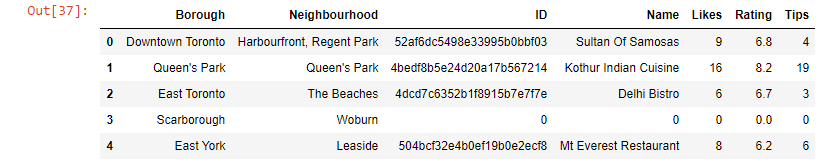 Out[37]:
Borough Neighbourhood ID Name Likes Rating Tips
0 Downtown Toronto Harbourfront, Regent Park 52af6dc5498e33995b0bbf03 Sultan Of Samosas 9 6.8 4
1 Queen's Park Queen's Park 4bedf8b5e24d20a17b567214 Kothur Indian Cuisine 16 8.2 19
2 East Toronto The Beaches 4dcd7c6352b1f8915b7e7f7e Delhi Bistro 6 6.7 3
3 Scarborough Woburn 0 0 0 0.0 0
4 East York Leaside 504bcf32e4b0ef19b0e2ecf8 Mt Everest Restaurant 8 6.2 6